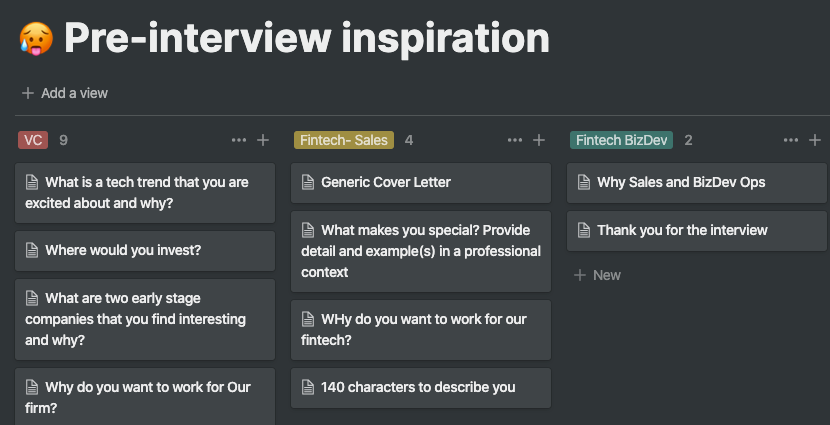 Pre-interview inspiration
Add a view
VC 9
What is a tech trend that you are
excited about and why?
Where would you invest?
What are two early stage
companies that you find interesting
and why?
Why do you want to work for Our
firm?
Fintech- Sales 4
Generic Cover Letter
What makes you special? Provide
detail and example(s) in a professional
context
WHy do you want to work for our
fintech?
140 characters to describe you
Fintech BizDev 2
Why Sales and BizDev Ops
Thank you for the interview
New